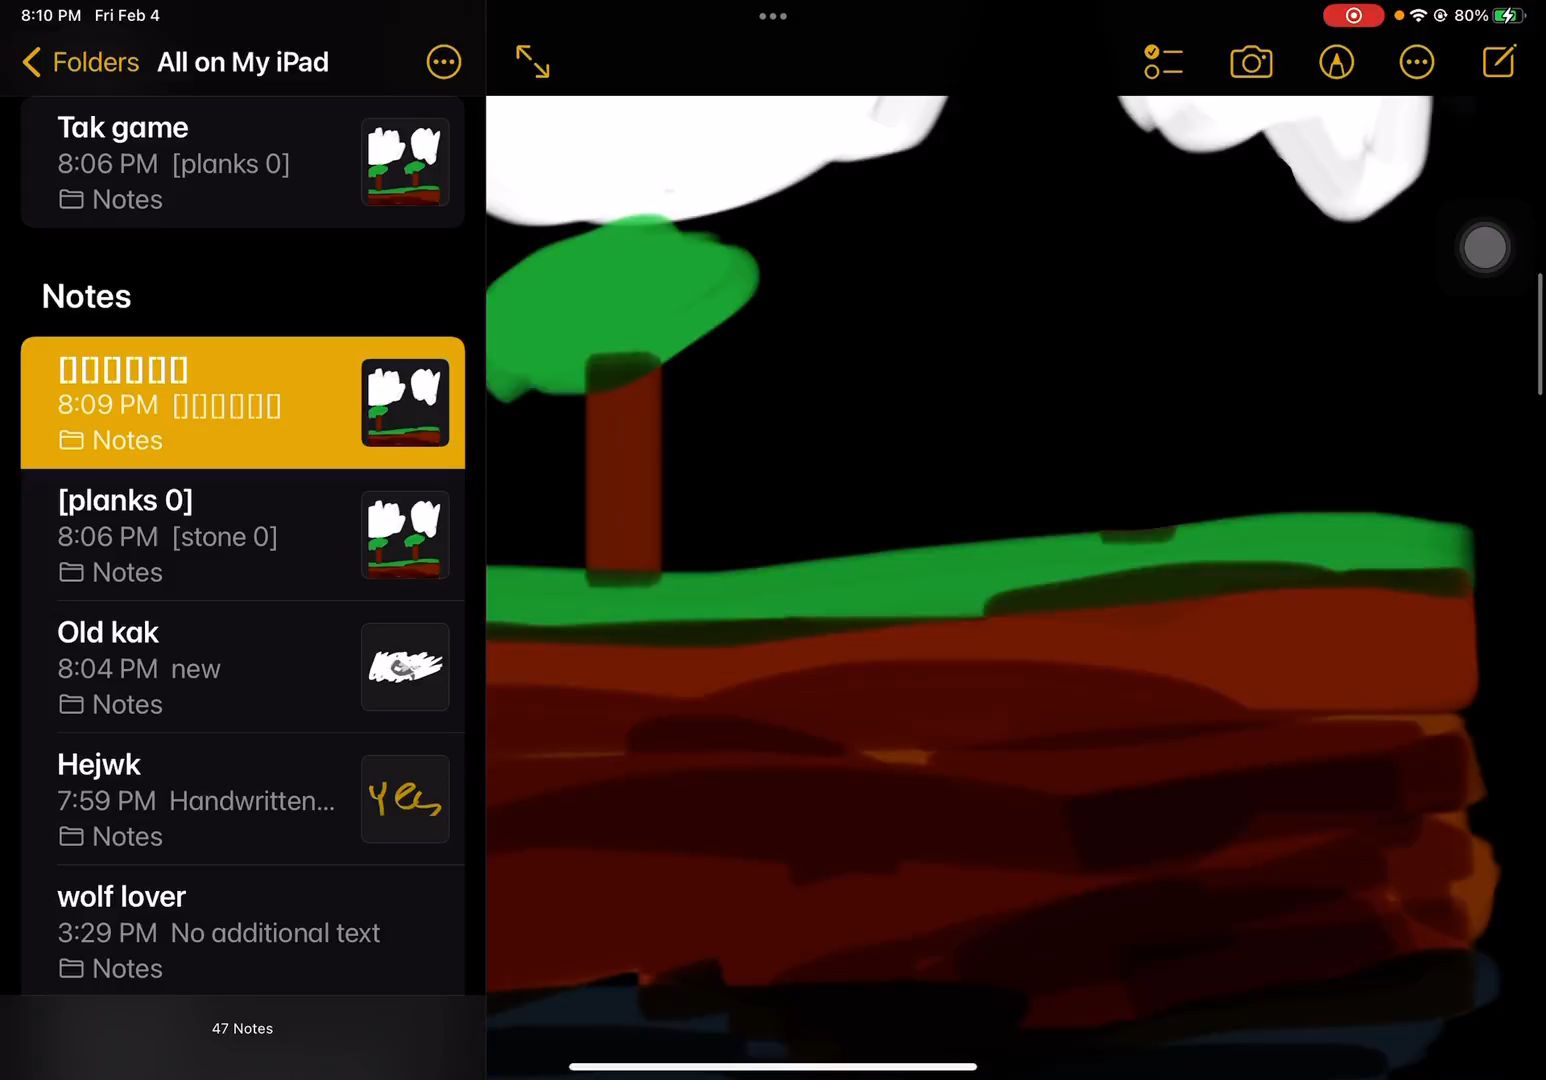 8:10 PM Fri Feb 4
80%
Folders All on My iPad
Tak game
8:06 PM [planks 0]
Notes
Notes
[][][][][][]
8:09 PM [][][][][][]
Notes
[planks 0]
8:06 PM [stone 0]
Notes
Old kak
8:04 PM new
Notes
Hejwk
7:59 PM Handwritten...
Notes
Yes
wolf lover
3:29 PM No additional text
Notes
47 Notes